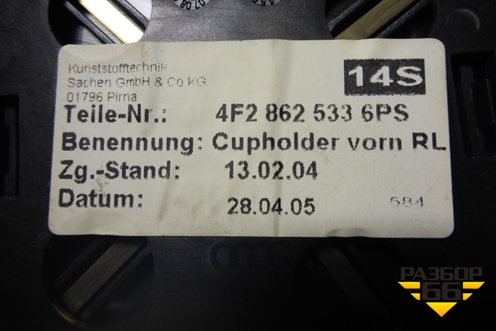 Kunststofftechnik
Sachen GmbH & Co KG
01796 Pirna
14S
Teile-Nr.: 4F2 862 533 6PS
Benennung: Cupholder vorn RL
Zg.-Stand: 13.02.04
Datum: 28.04.05
584
РАЗБОР
66